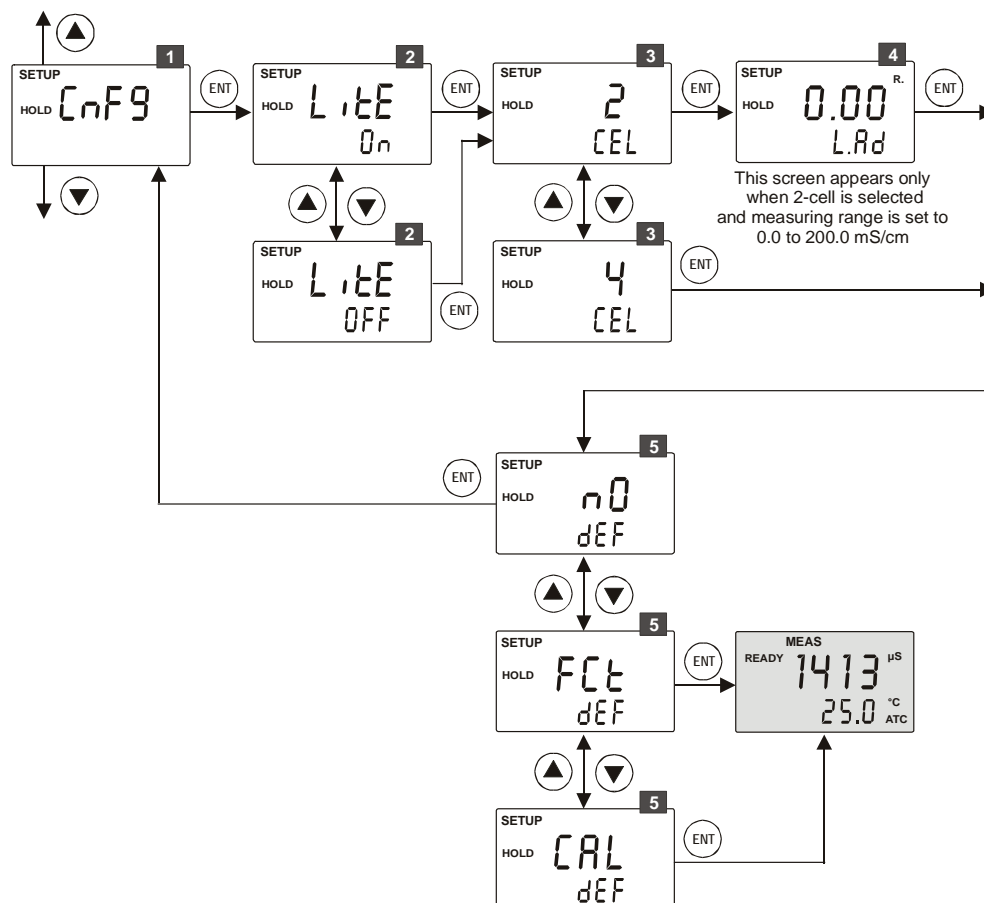 1
SETUP
HOLD CnFg
ENT
2
SETUP
HOLD LitE
On
ENT
3
SETUP
HOLD 2
CEL
ENT
4
SETUP R.
HOLD 0.00
L.Ad
ENT
This screen appears only
when 2-cell is selected
and measuring range is set to
0.0 to 200.0 mS/cm
2
SETUP
HOLD LitE
OFF
ENT
3
SETUP
HOLD 4
CEL
ENT
5
SETUP
HOLD nO
dEF
ENT
5
SETUP
HOLD FCt
dEF
ENT
MEAS
READY 1413 µS
25.0 °C
ATC
5
SETUP
HOLD CAL
dEF
ENT